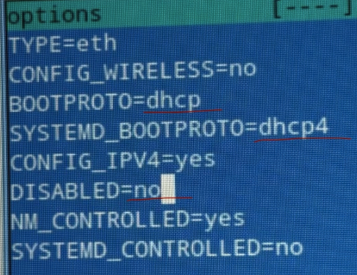 options [----]
TYPE=eth
CONFIG_WIRELESS=no
BOOTPROTO=dhcp
SYSTEMD_BOOTPROTO=dhcp4
CONFIG_IPV4=yes
DISABLED=no
NM_CONTROLLED=yes
SYSTEMD_CONTROLLED=no